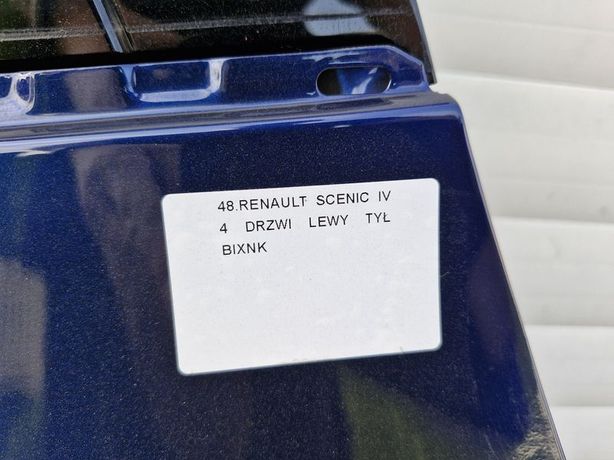 48.RENAULT SCENIC IV
4 DRZWI LEWY TYŁ
BIXNK